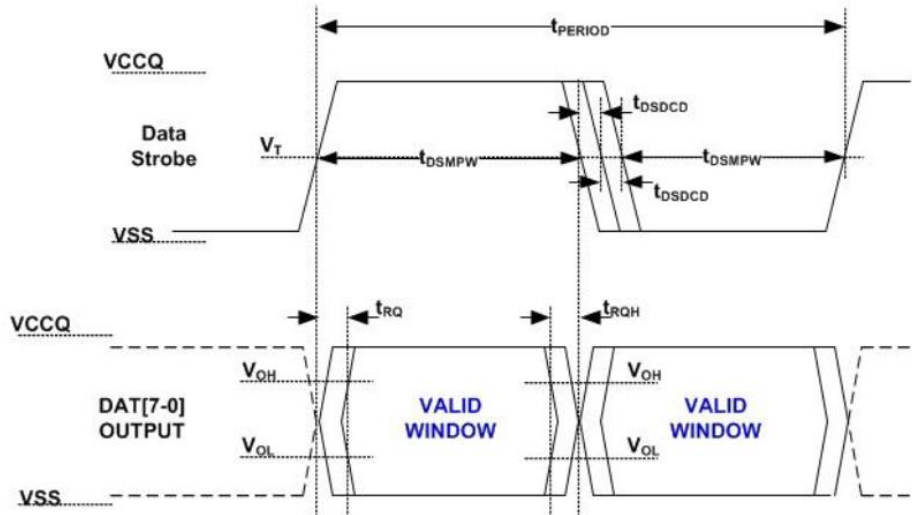 tPERIOD
VCCQ
tDSDCD
Data
Strobe
VT
tDSMPW
tDSMPW
tDSDCD
VSS
tRQ
tRQH
VCCQ
VOH
VOH
DAT[7-0]
OUTPUT
VALID
WINDOW
VALID
WINDOW
VOL
VOL
VSS